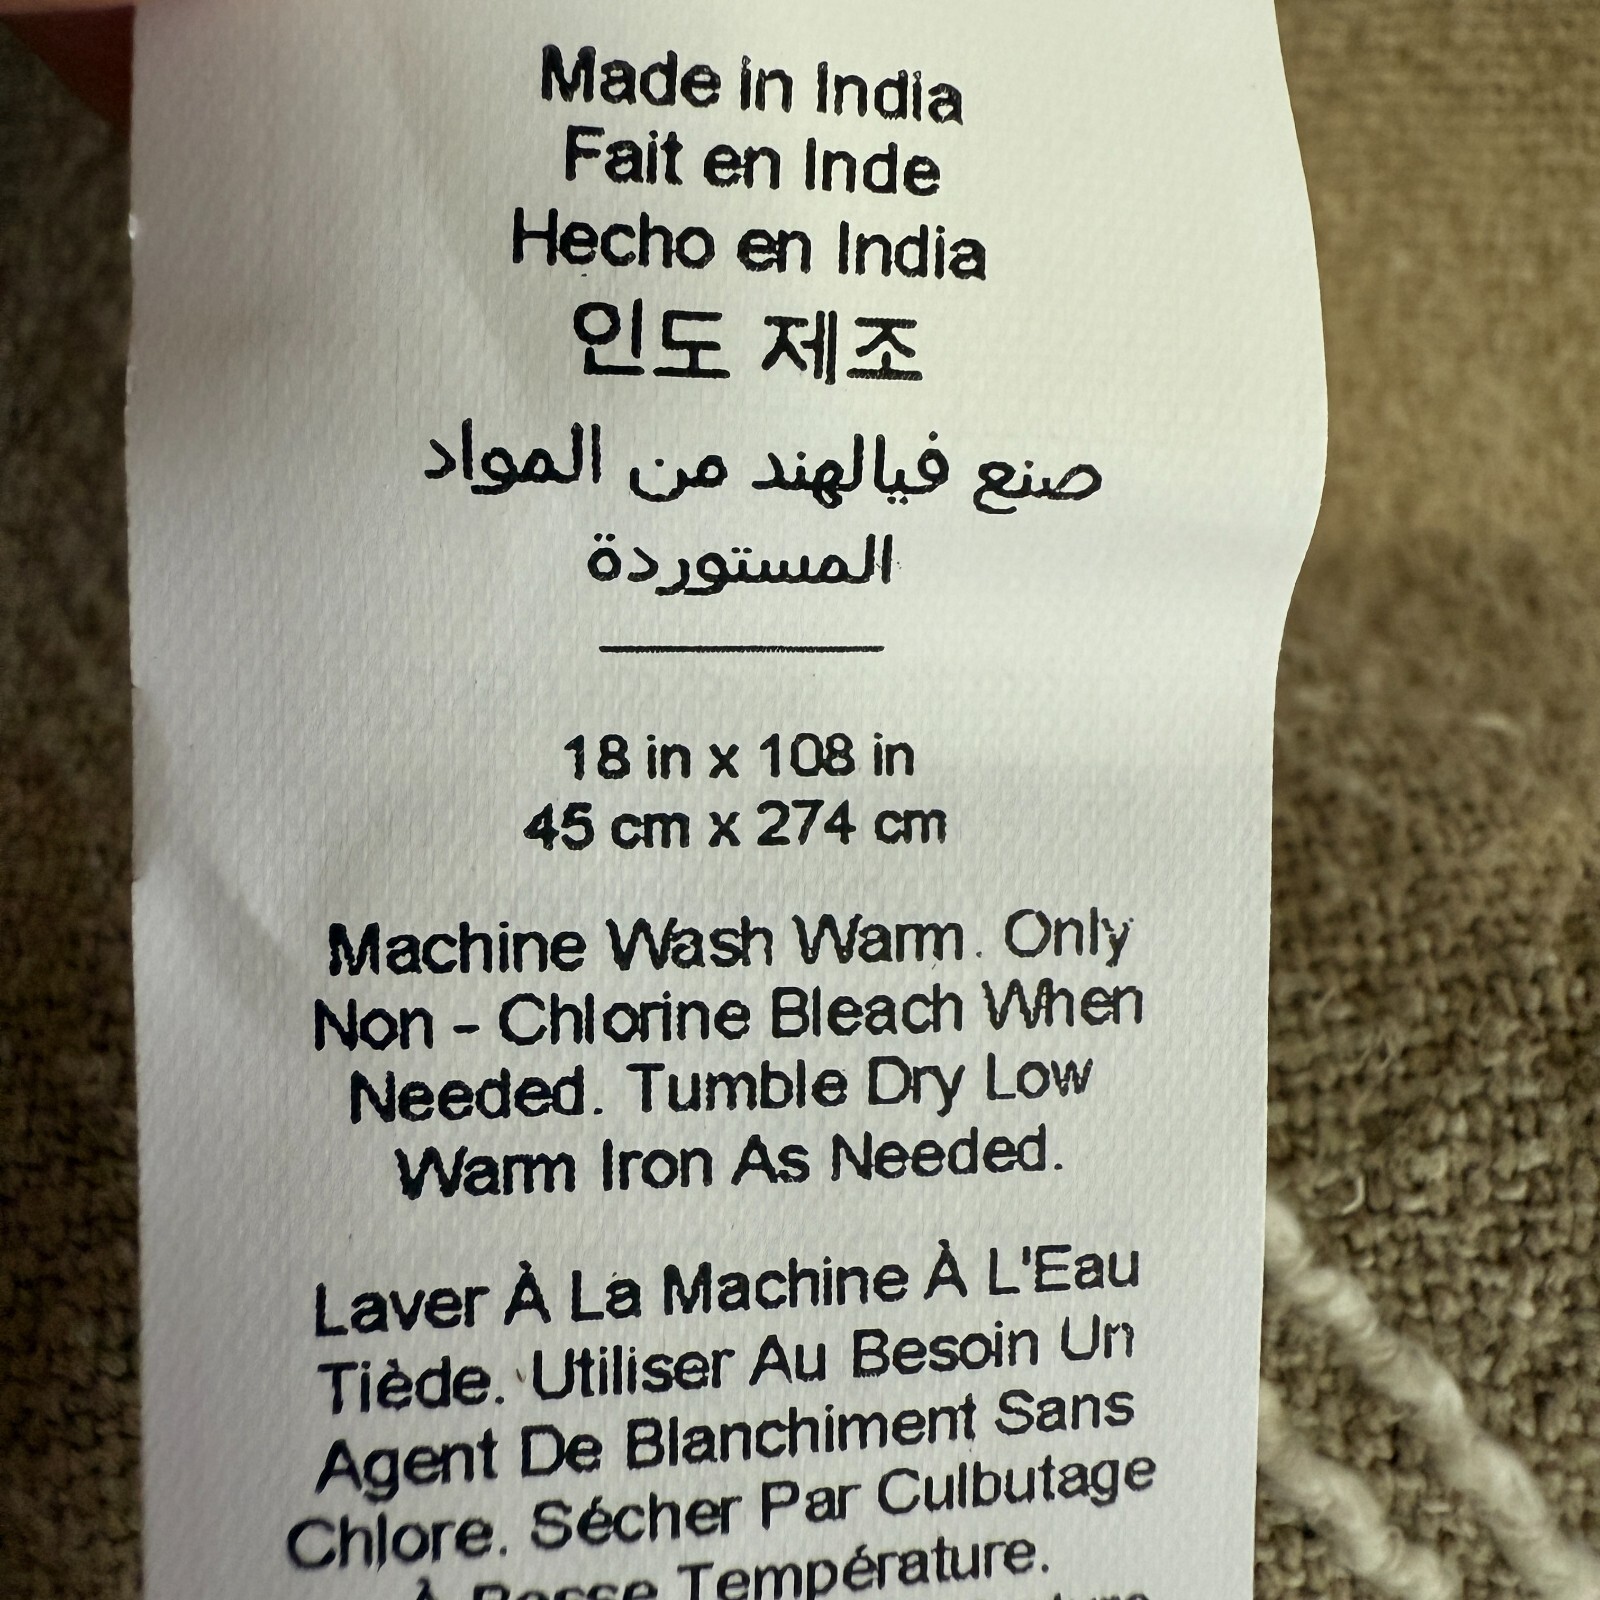 Made in India
Fait en Inde
Hecho en India
인도 제조
صنع فيالهند من المواد
المستوردة
18 in x 108 in
45 cm x 274 cm
Machine Wash Warm. Only
Non - Chlorine Bleach When
Needed. Tumble Dry Low
Warm Iron As Needed.
Laver À La Machine À L'Eau
Tiède. Utiliser Au Besoin Un
Agent De Blanchiment Sans
Chlore. Sécher Par Culbutage
À Basse Température.